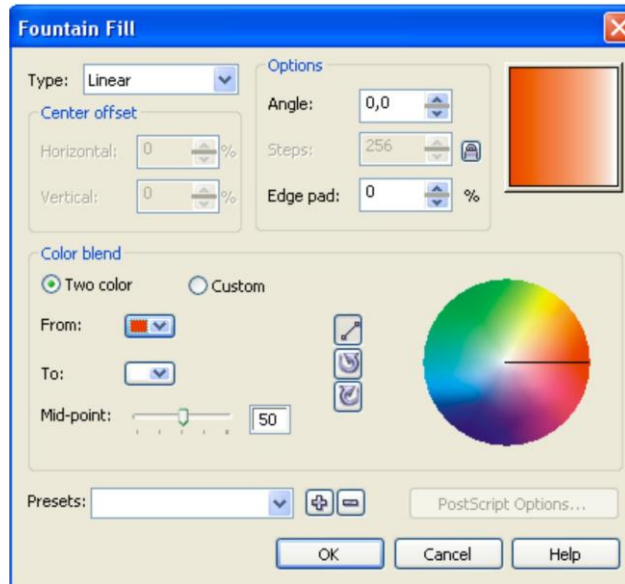 Fountain Fill
Type: Linear
Center offset
Horizontal: 0 %
Vertical: 0 %
Options
Angle: 0,0
Steps: 256
Edge pad: 0 %
Color blend
Two color Custom
From:
To:
Mid-point: 50
Presets:
PostScript Options...
OK Cancel Help